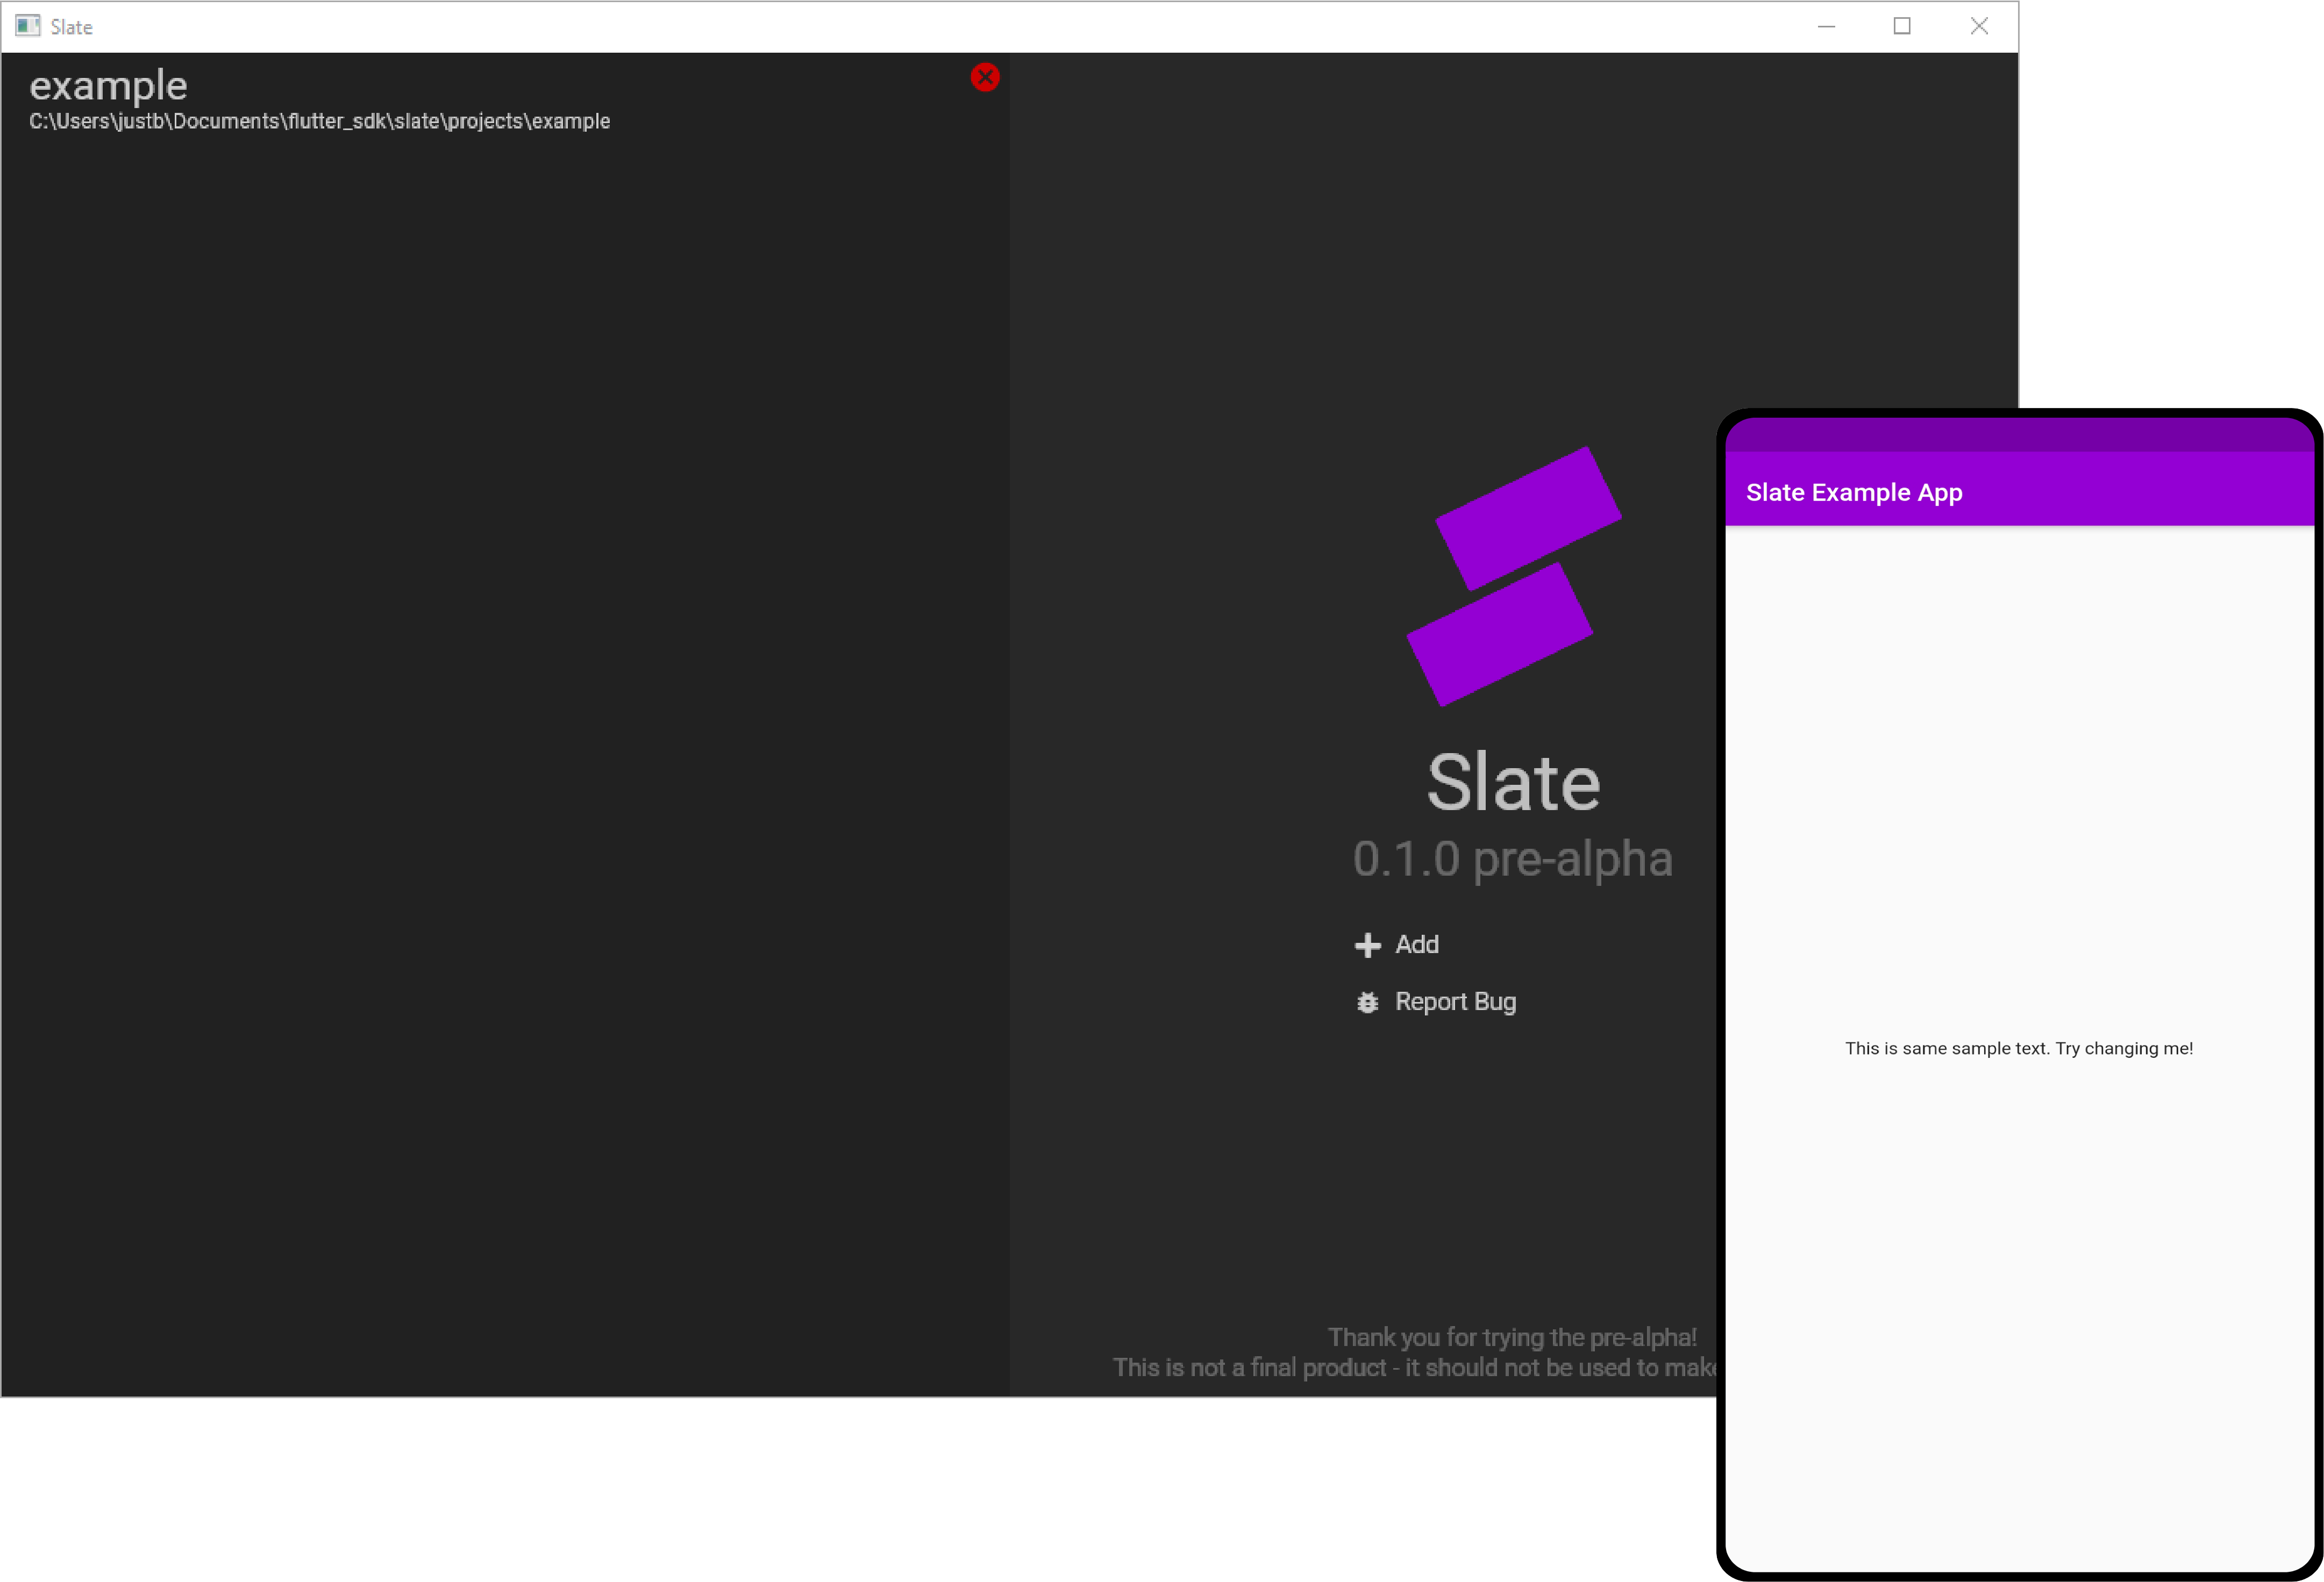 Slate
example
C:\Users\justb\Documents\flutter_sdk\slate\projects\example
Slate
0.1.0 pre-alpha
Add
Report Bug
Thank you for trying the pre-alpha!
This is not a final product - it should not be used to make
Slate Example App
This is same sample text. Try changing me!